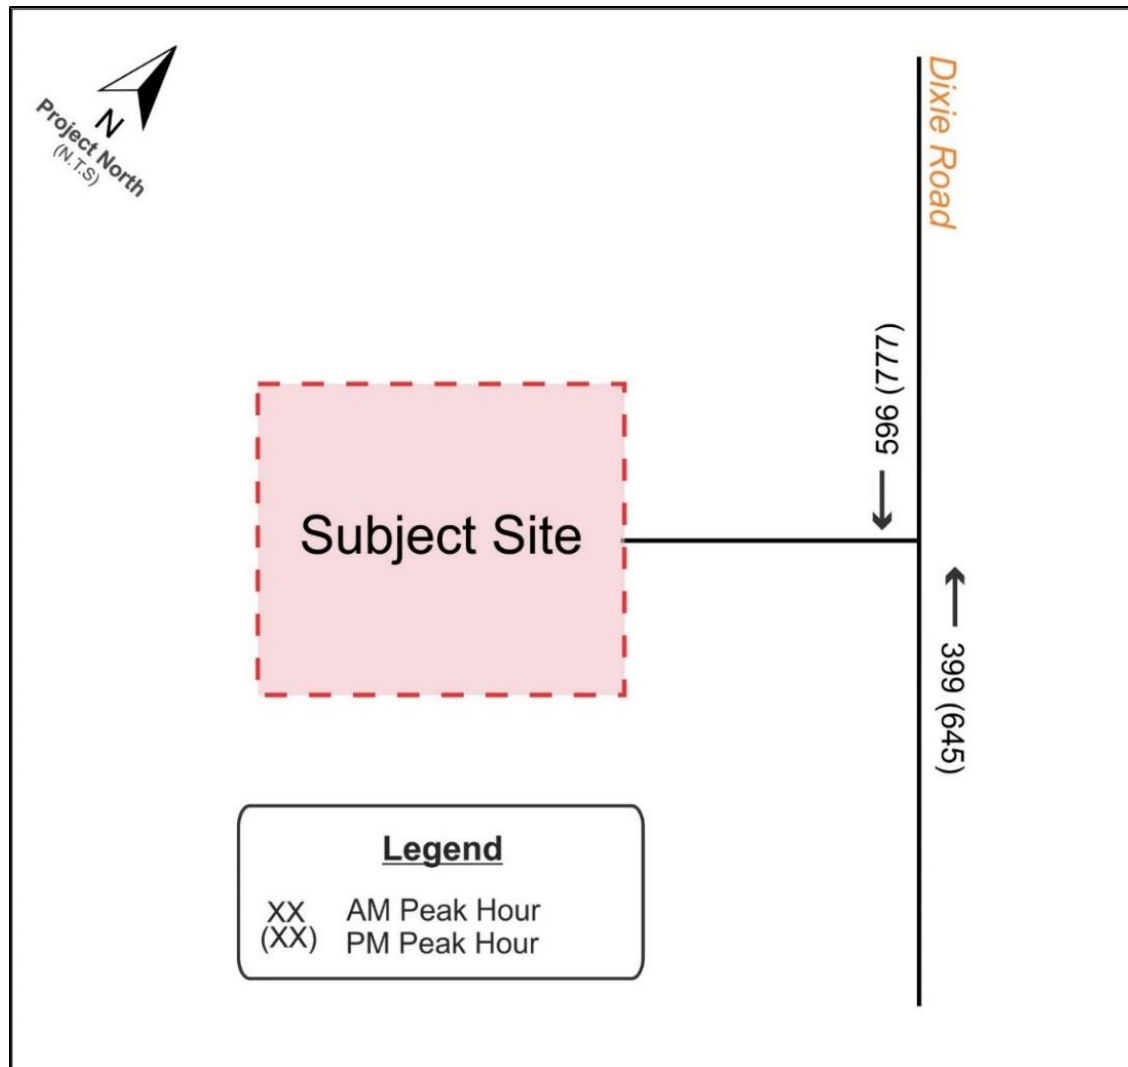 Project North
(N.T.S)
N
Dixie Road
596 (777)
Subject Site
399 (645)
Legend
XX AM Peak Hour
(XX) PM Peak Hour